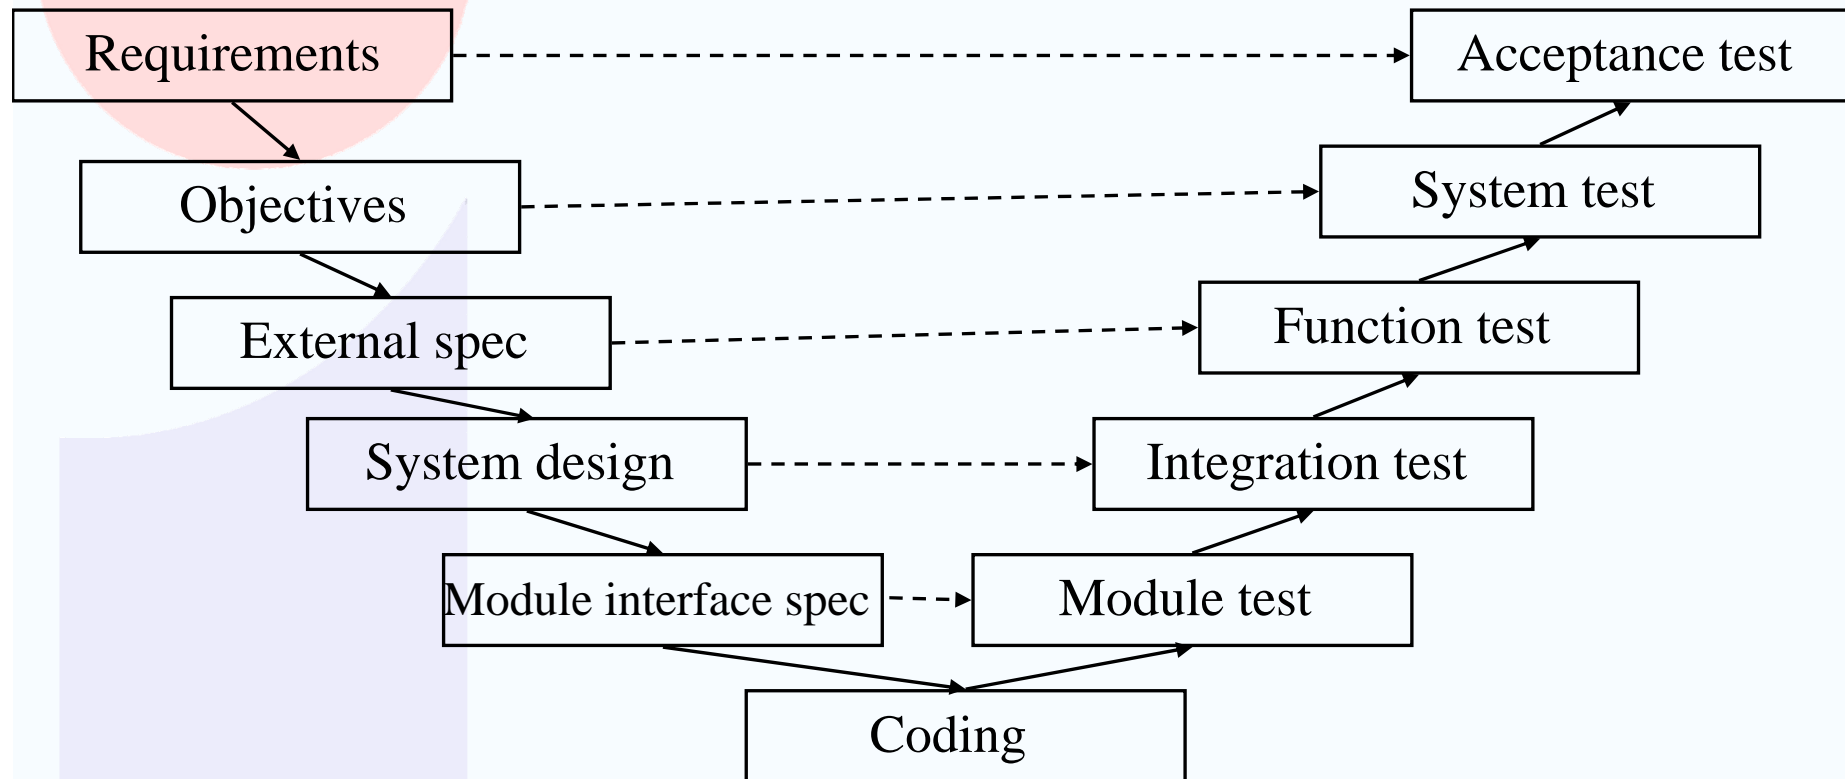 Requirements
Acceptance test
Objectives
System test
External spec
Function test
System design
Integration test
Module interface spec
Module test
Coding